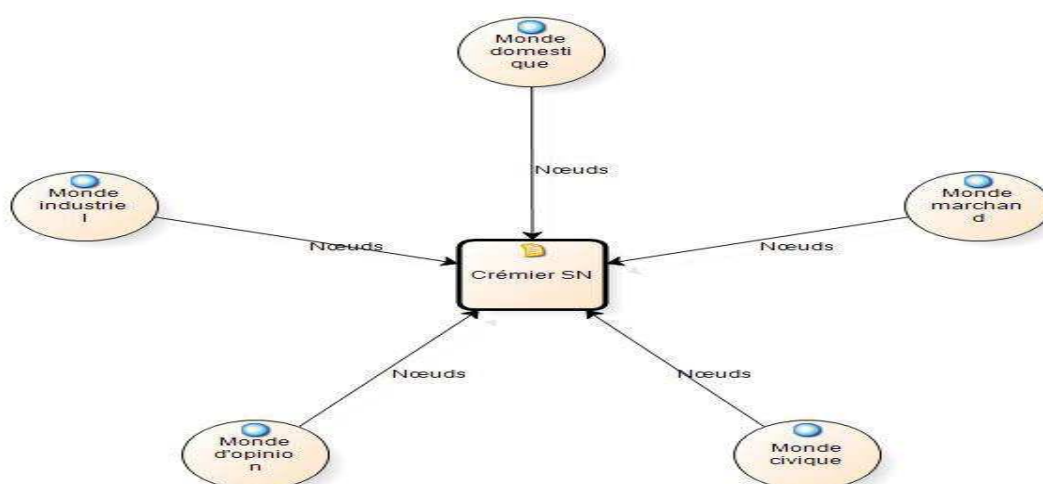 Monde
domesti
que
Nœuds
Monde
industrie
l
Monde
marchan
d
Nœuds
Nœuds
Crémier SN
Nœuds
Nœuds
Monde
d'opinio
n
Monde
civique